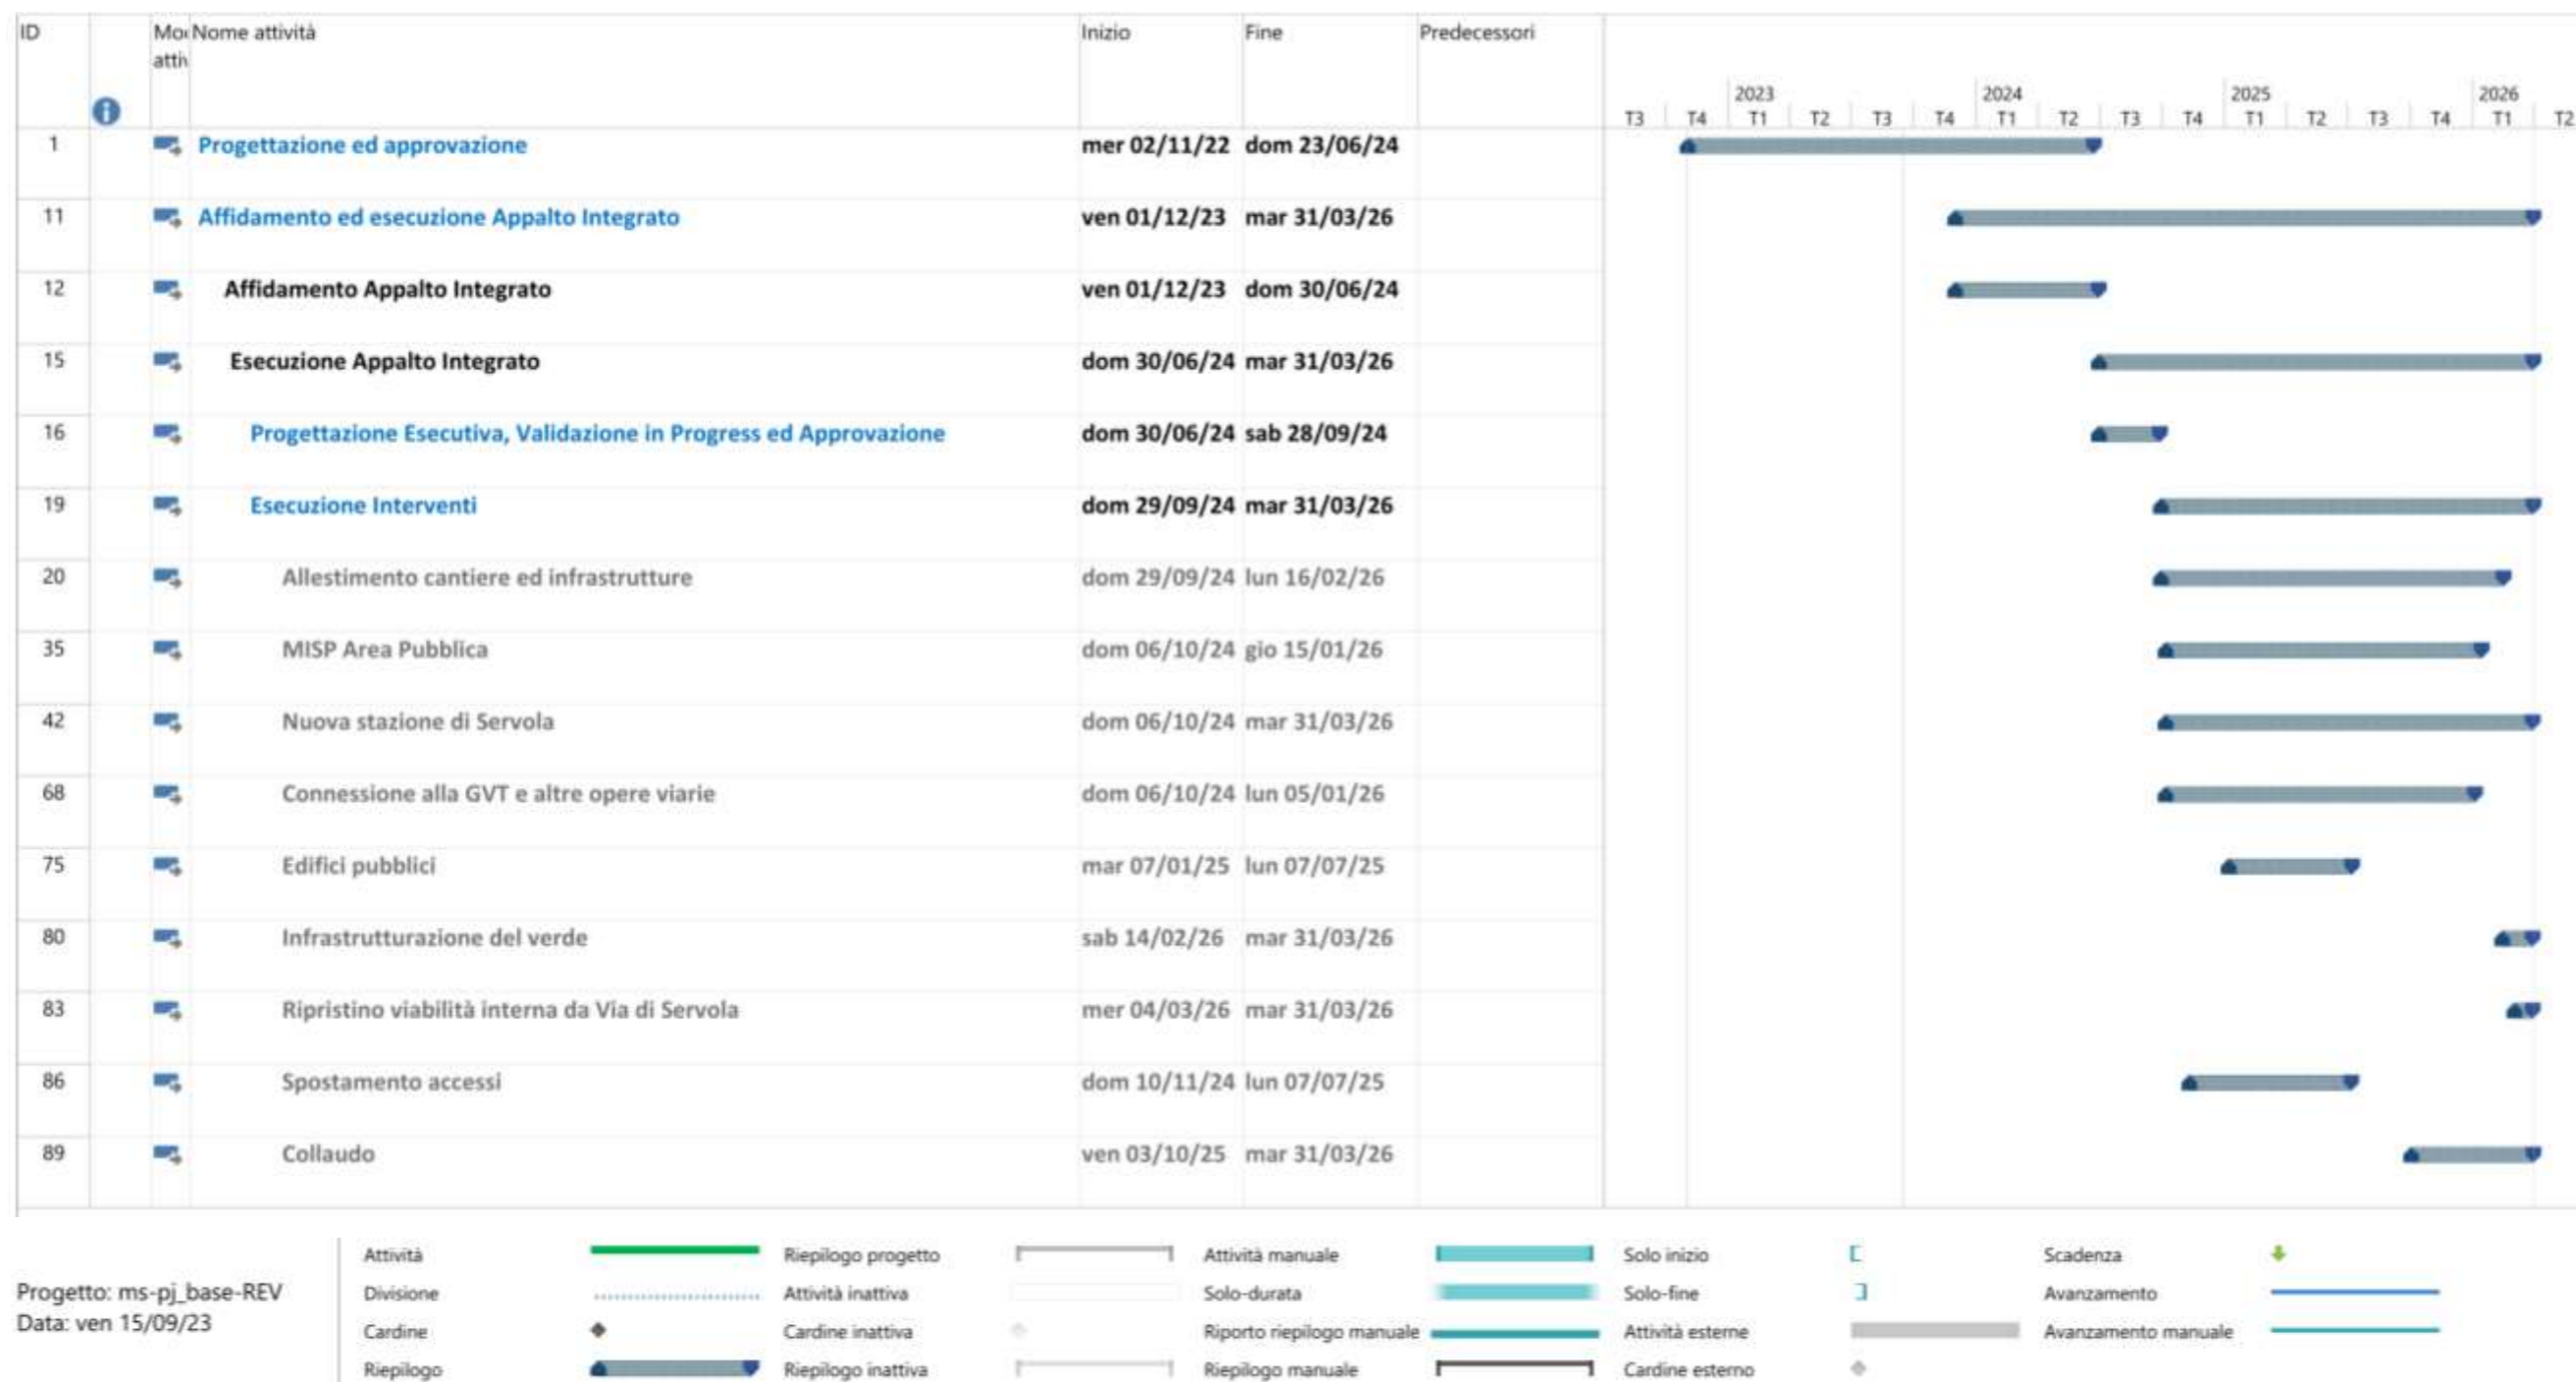 ID Mo Nome attività Inizio Fine Predecessori
attiv
2023 2024 2025 2026
T3 T4 T1 T2 T3 T4 T1 T2 T3 T4 T1 T2 T3 T4 T1 T2
1 Progettazione ed approvazione mer 02/11/22 dom 23/06/24
11 Affidamento ed esecuzione Appalto Integrato ven 01/12/23 mar 31/03/26
12 Affidamento Appalto Integrato ven 01/12/23 dom 30/06/24
15 Esecuzione Appalto Integrato dom 30/06/24 mar 31/03/26
16 Progettazione Esecutiva, Validazione in Progress ed Approvazione dom 30/06/24 sab 28/09/24
19 Esecuzione Interventi dom 29/09/24 mar 31/03/26
20 Allestimento cantiere ed infrastrutture dom 29/09/24 lun 16/02/26
35 MISP Area Pubblica dom 06/10/24 gio 15/01/26
42 Nuova stazione di Servola dom 06/10/24 mar 31/03/26
68 Connessione alla GVT e altre opere viarie dom 06/10/24 lun 05/01/26
75 Edifici pubblici mar 07/01/25 lun 07/07/25
80 Infrastrutturazione del verde sab 14/02/26 mar 31/03/26
83 Ripristino viabilità interna da Via di Servola mer 04/03/26 mar 31/03/26
86 Spostamento accessi dom 10/11/24 lun 07/07/25
89 Collaudo ven 03/10/25 mar 31/03/26
Progetto: ms-pj_base-REV
Data: ven 15/09/23
Attività Riepilogo progetto Attività manuale Solo inizio Scadenza
Divisione Attività inattiva Solo-durata Solo-fine Avanzamento
Cardine Cardine inattiva Riporto riepilogo manuale Attività esterne Avanzamento manuale
Riepilogo Riepilogo inattiva Riepilogo manuale Cardine esterno